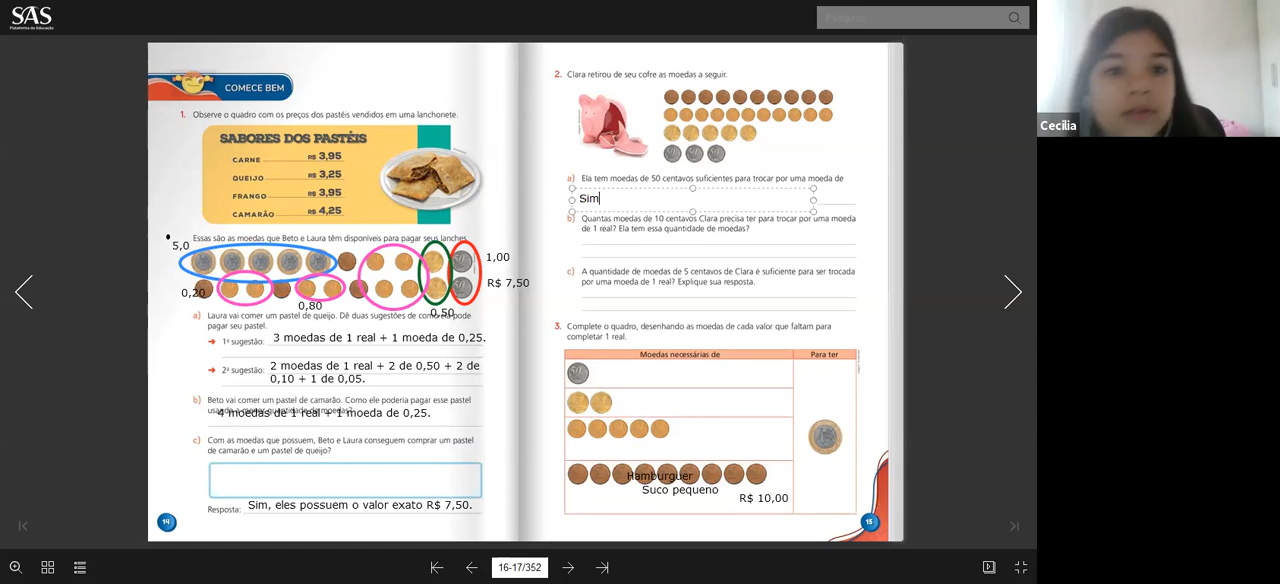 SAS
Plataforma de Educação
Pesquisar
Cecilia
COMECE BEM
1. Observe o quadro com os preços dos pastéis vendidos em uma lanchonete.
SABORES DOS PASTÉIS
CARNE R$ 3,95
QUEIJO R$ 3,25
FRANGO R$ 3,95
CAMARÃO R$ 4,25
Essas são as moedas que Beto e Laura têm disponíveis para pagar seus lanches.
5,0
1,00
R$ 7,50
0,20
0,80
0,50
a) Laura vai comer um pastel de queijo. Dê duas sugestões de como ela pode
pagar seu pastel.
1ª sugestão: 3 moedas de 1 real + 1 moeda de 0,25.
2ª sugestão: 2 moedas de 1 real + 2 de 0,50 + 2 de
0,10 + 1 de 0,05.
b) Beto vai comer um pastel de camarão. Como ele poderia pagar esse pastel
usando a menor quantidade de moedas?
4 moedas de 1 real + 1 moeda de 0,25.
c) Com as moedas que possuem, Beto e Laura conseguem comprar um pastel
de camarão e um pastel de queijo?
Resposta: Sim, eles possuem o valor exato R$ 7,50.
14
2. Clara retirou de seu cofre as moedas a seguir.
a) Ela tem moedas de 50 centavos suficientes para trocar por uma moeda de
Sim
b) Quantas moedas de 10 centavos Clara precisa ter para trocar por uma moeda
de 1 real? Ela tem essa quantidade de moedas?
c) A quantidade de moedas de 5 centavos de Clara é suficiente para ser trocada
por uma moeda de 1 real? Explique sua resposta.
3. Complete o quadro, desenhando as moedas de cada valor que faltam para
completar 1 real.
Moedas necessárias de Para ter
Hamburguer
Suco pequeno
R$ 10,00
15
16-17/352